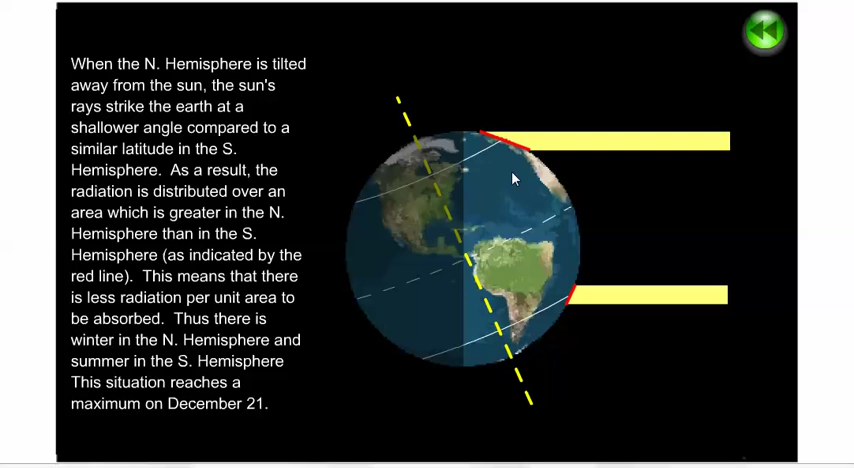 When the N. Hemisphere is tilted
away from the sun, the sun's
rays strike the earth at a
shallower angle compared to a
similar latitude in the S.
Hemisphere.  As a result, the
radiation is distributed over an
area which is greater in the N.
Hemisphere than in the S.
Hemisphere (as indicated by the
red line).  This means that there
is less radiation per unit area to
be absorbed.  Thus there is
winter in the N. Hemisphere and
summer in the S. Hemisphere
This situation reaches a
maximum on December 21.